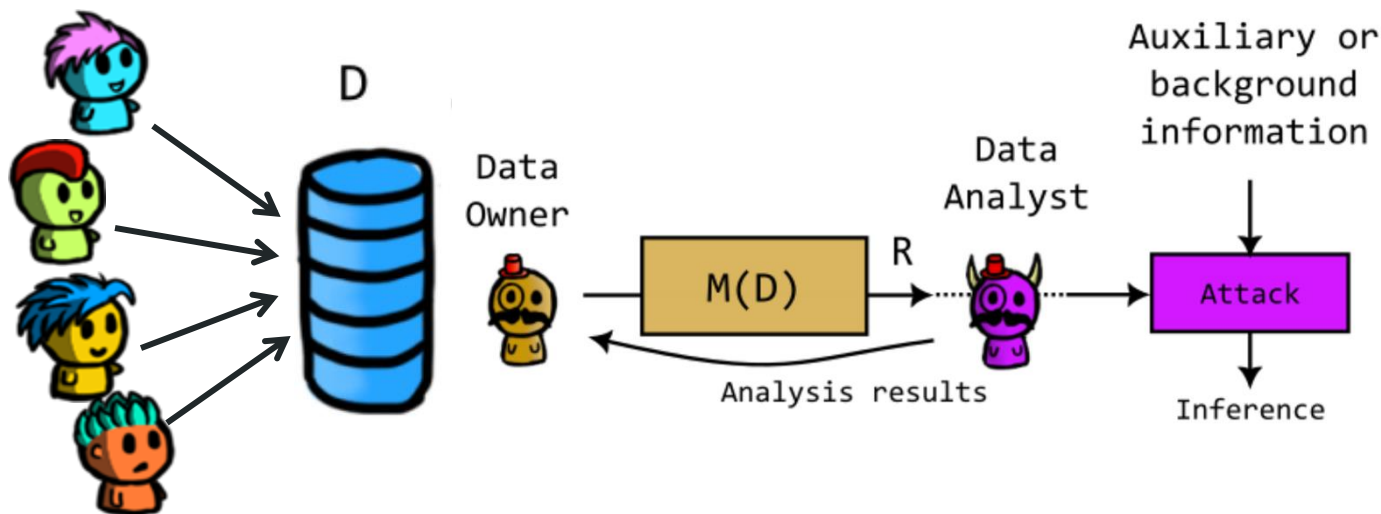 D
Data
Owner
M(D)
R
Analysis results
Data
Analyst
Auxiliary or
background
information
Attack
Inference